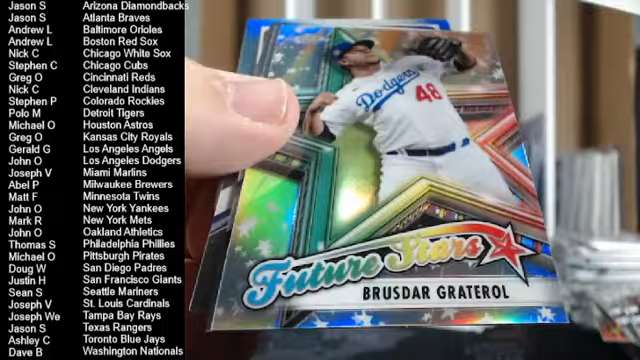 Jason S Arizona Diamondbacks
Jason S Atlanta Braves
Andrew L Baltimore Orioles
Andrew L Boston Red Sox
Nick C Chicago White Sox
Stephen C Chicago Cubs
Greg O Cincinnati Reds
Nick C Cleveland Indians
Stephen P Colorado Rockies
Polo M Detroit Tigers
Michael O Houston Astros
Greg O Kansas City Royals
Gerald G Los Angeles Angels
John O Los Angeles Dodgers
Joseph V Miami Marlins
Abel P Milwaukee Brewers
Matt F Minnesota Twins
John O New York Yankees
Mark R New York Mets
John O Oakland Athletics
Thomas S Philadelphia Phillies
Michael O Pittsburgh Pirates
Doug W San Diego Padres
Justin H San Francisco Giants
Sean S Seattle Mariners
Joseph V St. Louis Cardinals
Joseph We Tampa Bay Rays
Jason S Texas Rangers
Ashley C Toronto Blue Jays
Dave B Washington Nationals
Dodgers
48
Future Stars
BRUSDAR GRATEROL